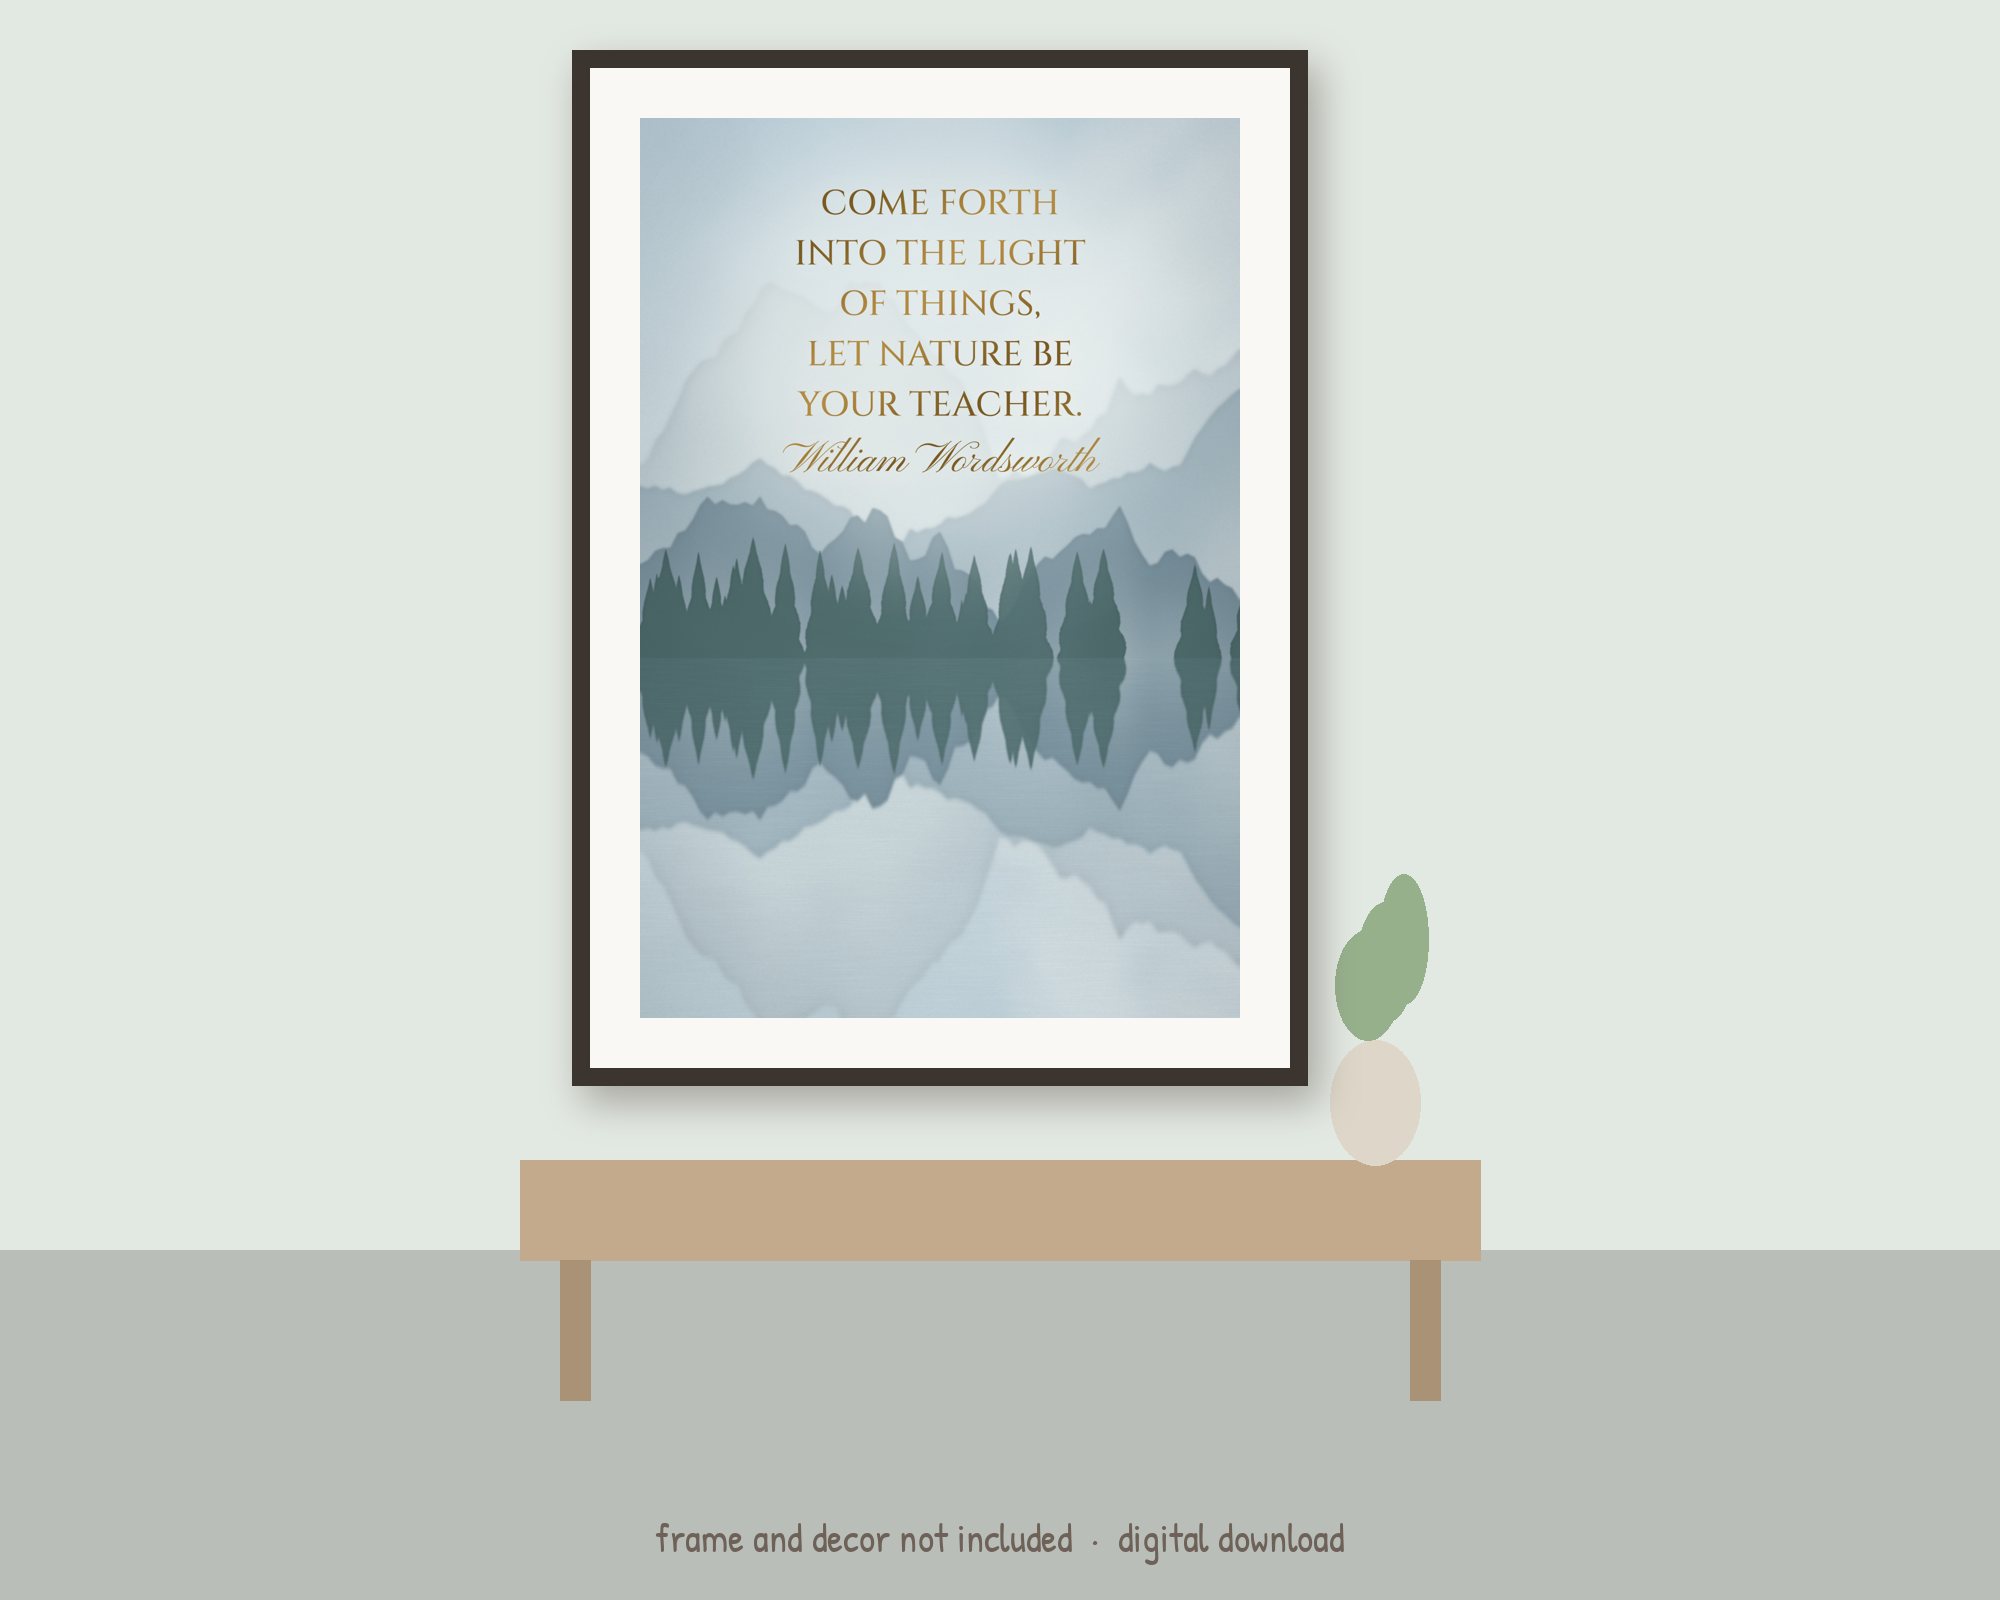 COME FORTH
INTO THE LIGHT
OF THINGS,
LET NATURE BE
YOUR TEACHER.
William Wordsworth
frame and decor not included · digital download